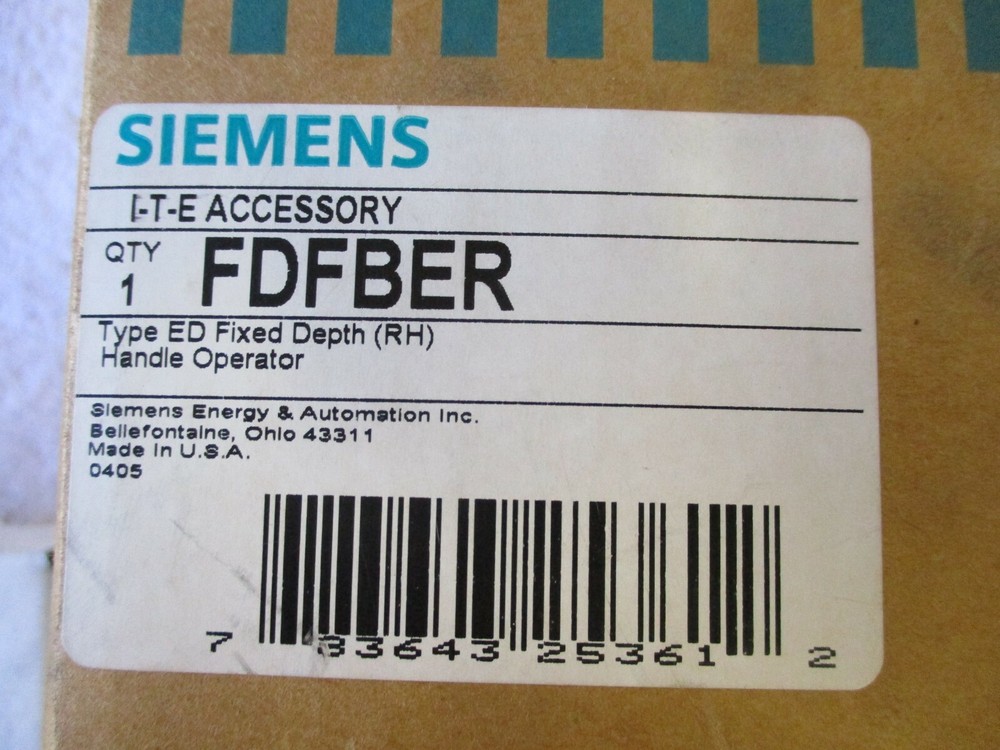 SIEMENS
I-T-E ACCESSORY
QTY
1 FDFBER
Type ED Fixed Depth (RH)
Handle Operator
Siemens Energy & Automation Inc.
Bellefontaine, Ohio 43311
Made in U.S.A.
0405
7 33643 25361 2